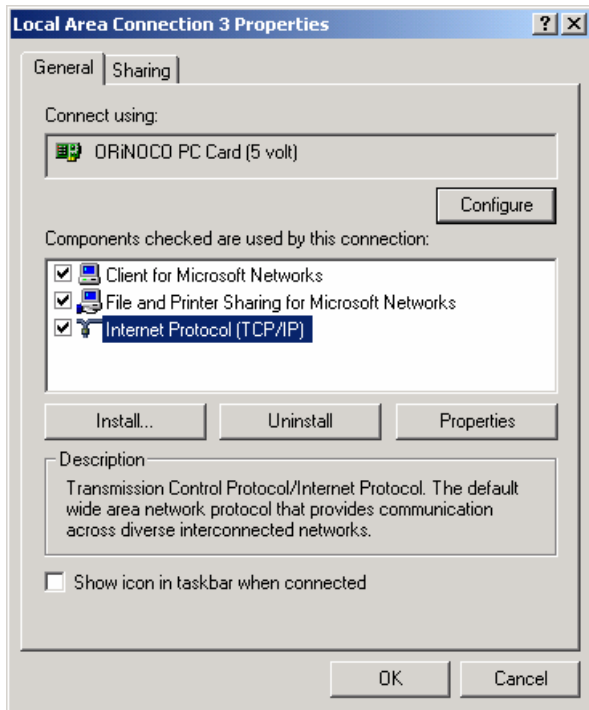 Local Area Connection 3 Properties
General
Sharing
Connect using:
ORiNOCO PC Card (5 volt)
Configure
Components checked are used by this connection:
Client for Microsoft Networks
File and Printer Sharing for Microsoft Networks
Internet Protocol (TCP/IP)
Install...
Uninstall
Properties
Description
Transmission Control Protocol/Internet Protocol. The default
wide area network protocol that provides communication
across diverse interconnected networks.
Show icon in taskbar when connected
OK
Cancel